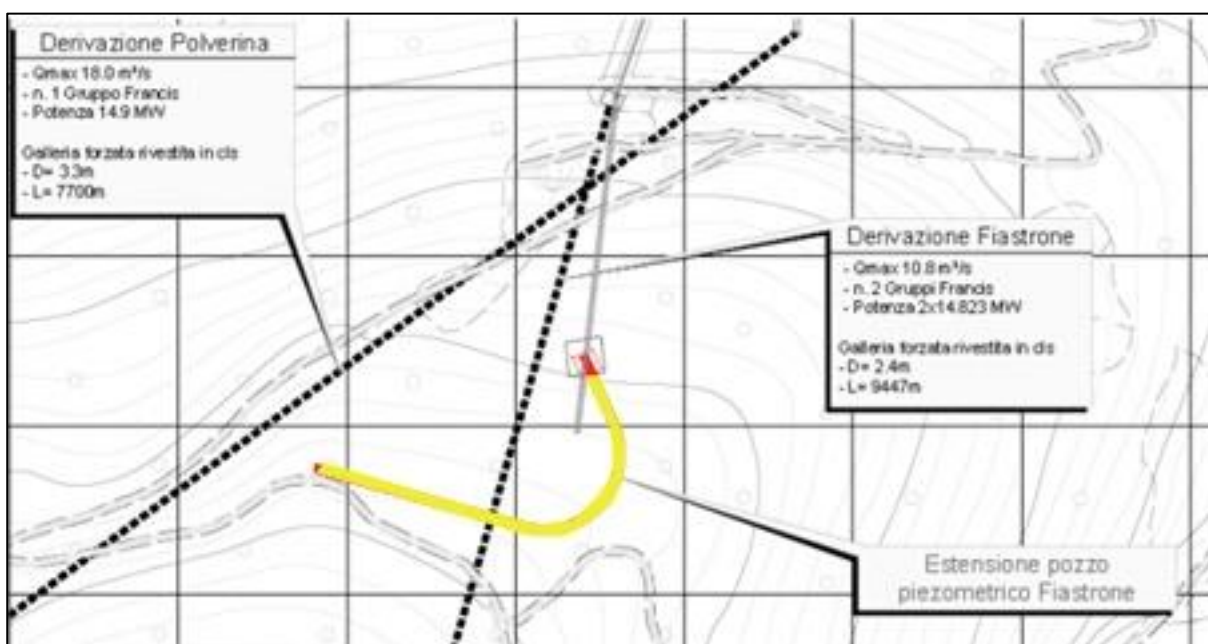 Derivazione Polverina
- Qmax 18.0 m³/s
- n. 1 Gruppo Francis
- Potenza 14.9 MW
Galleria forzata rivestita in cls
- D= 3.3m
- L= 7700m
Derivazione Fiastrone
- Qmax 10.8 m³/s
- n. 2 Gruppi Francis
- Potenza 2x14.823 MW
Galleria forzata rivestita in cls
- D= 2.4m
- L= 9447m
Estensione pozzo
piezometrico Fiastrone